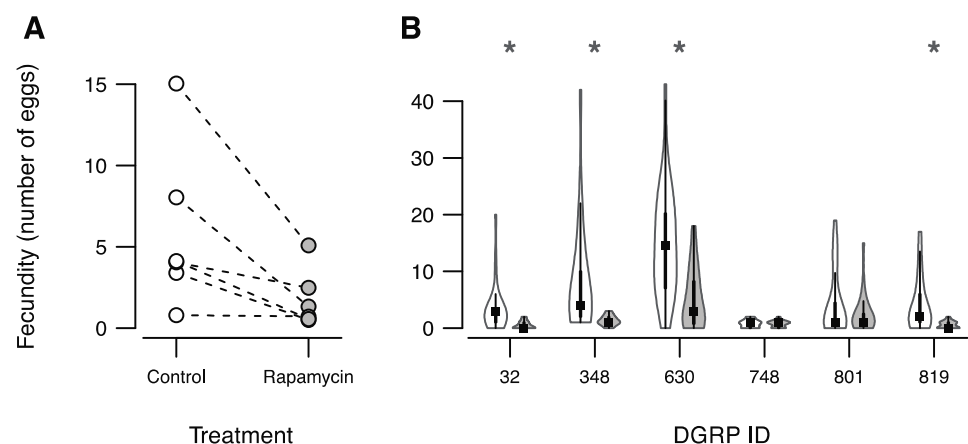 A
B
* * * *
Fecundity (number of eggs)
15
10
5
0
Control Rapamycin
Treatment
40
30
20
10
0
32 348 630 748 801 819
DGRP ID